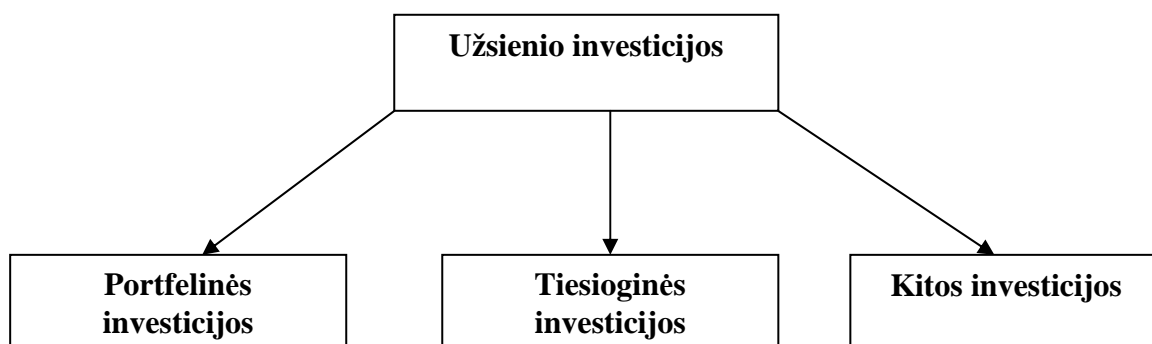 Užsienio investicijos
Portfelinės
investicijos
Tiesioginės
investicijos
Kitos investicijos